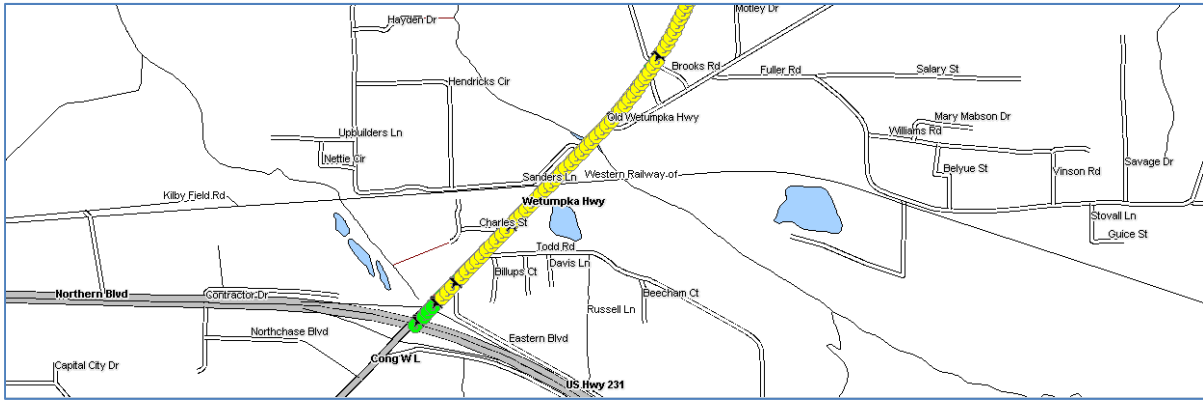 Hayden Dr
Motley Dr
Brooks Rd
Fuller Rd
Salary St
Hendricks Cir
Old Wetumpka Hwy
Mary Mabson Dr
Upbuilders Ln
Williams Rd
Nettie Cir
Belyue St
Vinson Rd
Savage Dr
Sanders Ln
Western Railway of
Kilby Field Rd
Wetumpka Hwy
Charles St
Stovall Ln
Guice St
Todd Rd
Davis Ln
Billups Ct
Northern Blvd
Contractor Dr
Beecham Ct
Russell Ln
Northchase Blvd
Eastern Blvd
Cong W L
Capital City Dr
US Hwy 231